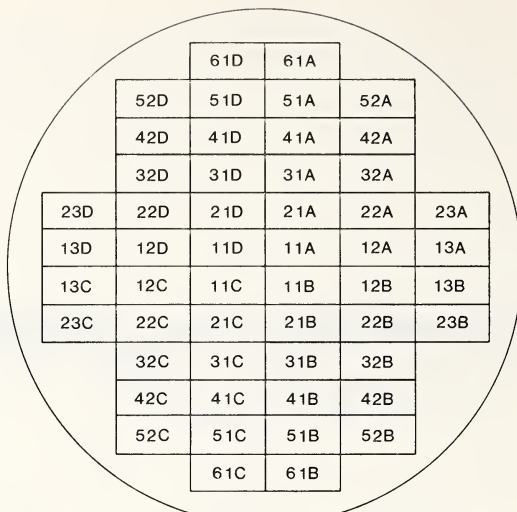 61D 61A
52D 51D 51A 52A
42D 41D 41A 42A
32D 31D 31A 32A
23D 22D 21D 21A 22A 23A
13D 12D 11D 11A 12A 13A
13C 12C 11C 11B 12B 13B
23C 22C 21C 21B 22B 23B
32C 31C 31B 32B
42C 41C 41B 42B
52C 51C 51B 52B
61C 61B